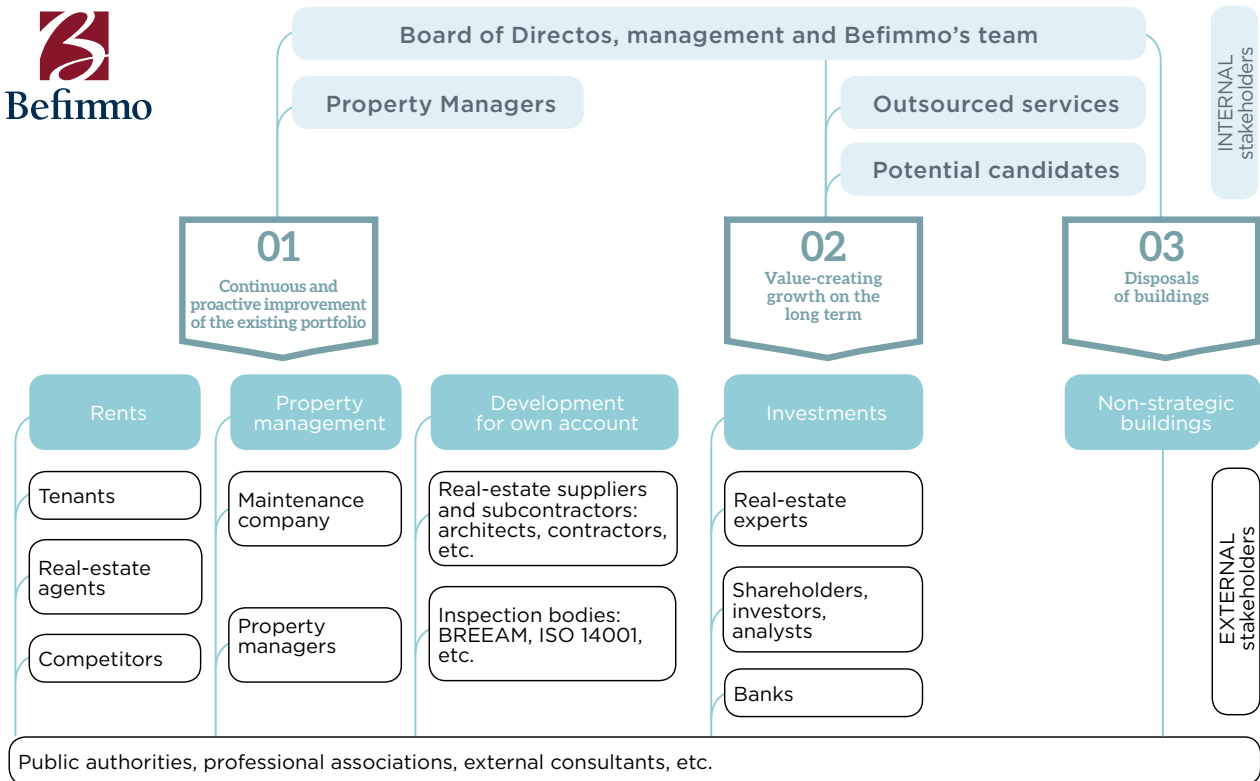 Befimmo
Board of Directos, management and Befimmo's team
Property Managers
Outsourced services
Potential candidates
INTERNAL
stakeholders
01
Continuous and
proactive improvement
of the existing portfolio
02
Value-creating
growth on the
long term
03
Disposals
of buildings
Rents
Property
management
Development
for own account
Investments
Non-strategic
buildings
Tenants
Real-estate
agents
Competitors
Maintenance
company
Property
managers
Real-estate suppliers
and subcontractors:
architects, contractors,
etc.
Inspection bodies:
BREEAM, ISO 14001,
etc.
Real-estate
experts
Shareholders,
investors,
analysts
Banks
EXTERNAL
stakeholders
Public authorities, professional associations, external consultants, etc.